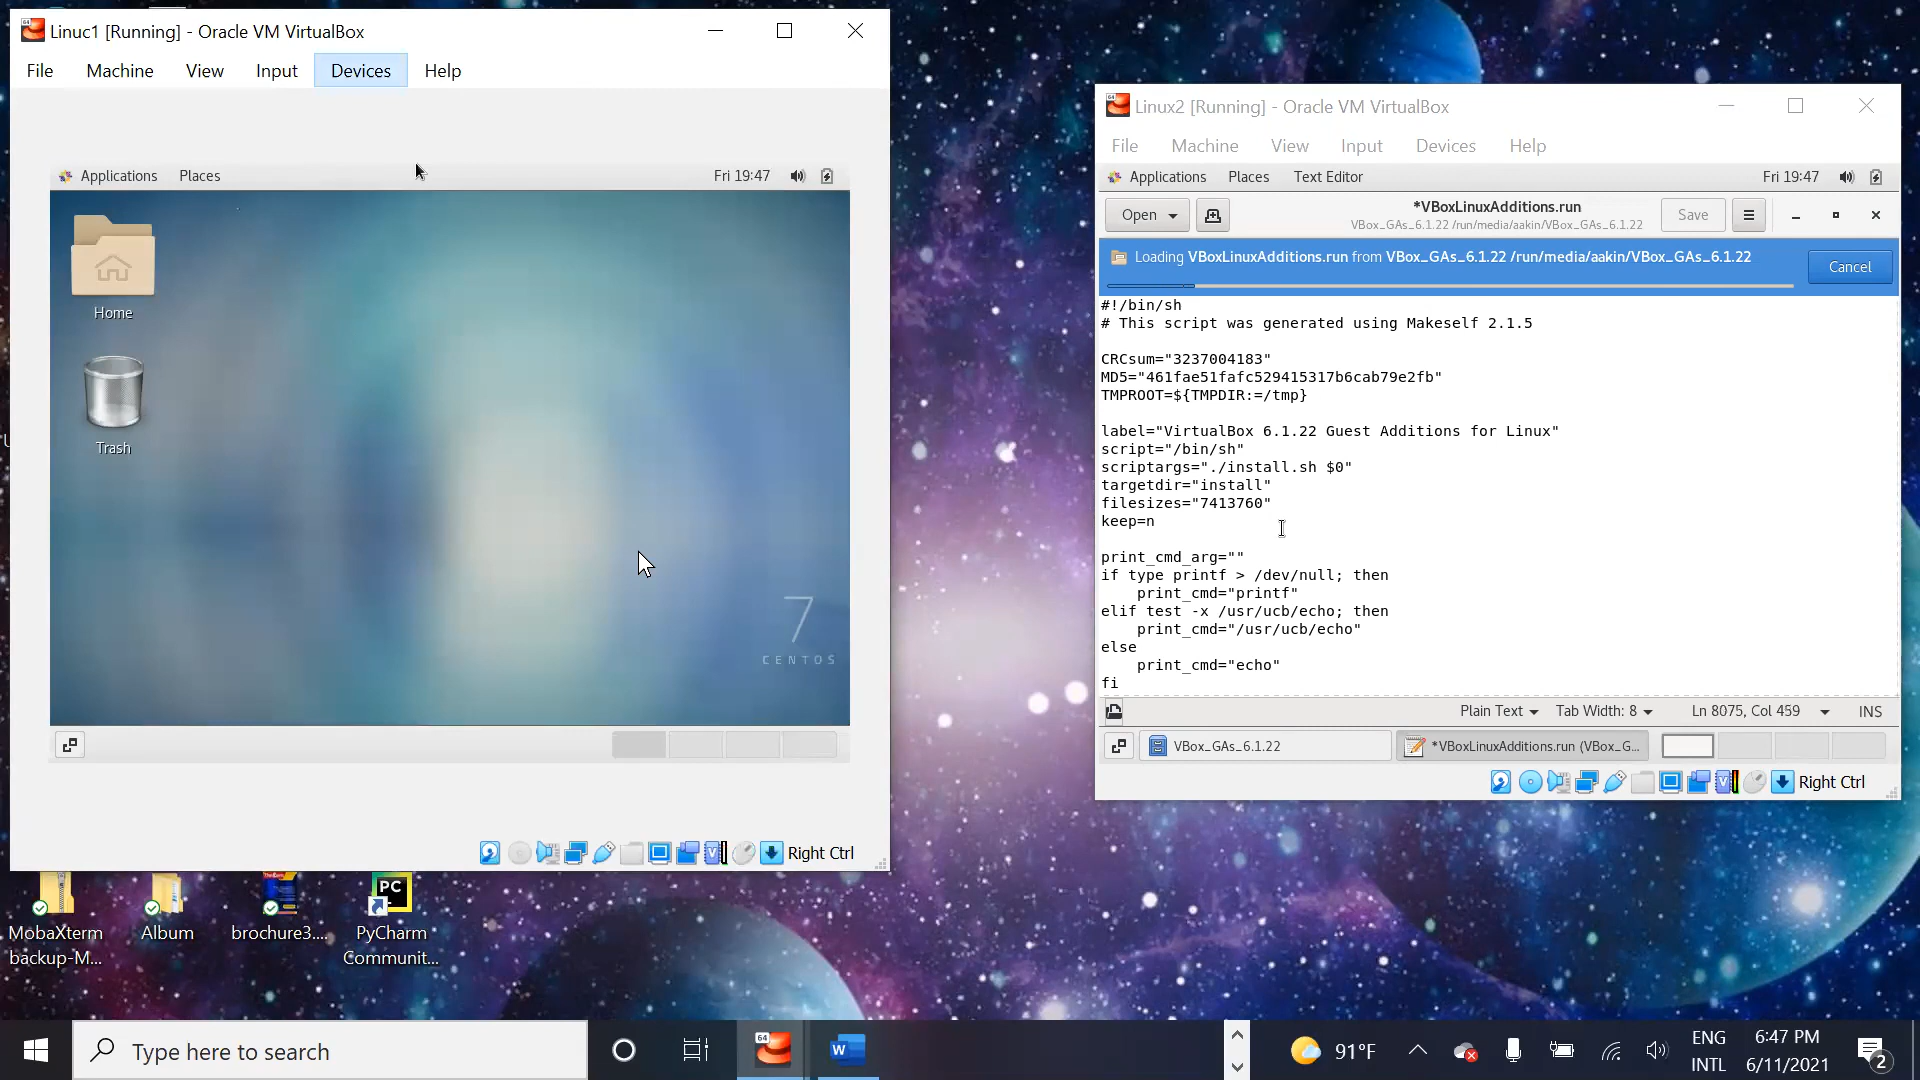 Linuc1 [Running] - Oracle VM VirtualBox
File Machine View Input Devices Help
Applications Places Fri 19:47
Home
Trash
7
CENTOS
Right Ctrl
Linux2 [Running] - Oracle VM VirtualBox
File Machine View Input Devices Help
Applications Places Text Editor Fri 19:47
Open *VBoxLinuxAdditions.run Save
VBox_GAs_6.1.22 /run/media/aakin/VBox_GAs_6.1.22
Loading VBoxLinuxAdditions.run from VBox_GAs_6.1.22 /run/media/aakin/VBox_GAs_6.1.22 Cancel
#!/bin/sh
# This script was generated using Makeself 2.1.5
CRCsum="3237004183"
MD5="461fae51fafc529415317b6cab79e2fb"
TMPROOT=${TMPDIR:=/tmp}
label="VirtualBox 6.1.22 Guest Additions for Linux"
script="/bin/sh"
scriptargs="./install.sh $0"
targetdir="install"
filesizes="7413760"
keep=n
print_cmd_arg=""
if type printf > /dev/null; then
print_cmd="printf"
elif test -x /usr/ucb/echo; then
print_cmd="/usr/ucb/echo"
else
print_cmd="echo"
fi
Plain Text Tab Width: 8 Ln 8075, Col 459 INS
VBox_GAs_6.1.22 *VBoxLinuxAdditions.run (VBox_G...
Right Ctrl
MobaXterm
backup-M...
Album
brochure3....
PC
PyCharm
Communit...
Type here to search
64
W
91°F
ENG
INTL
6:47 PM
6/11/2021
2